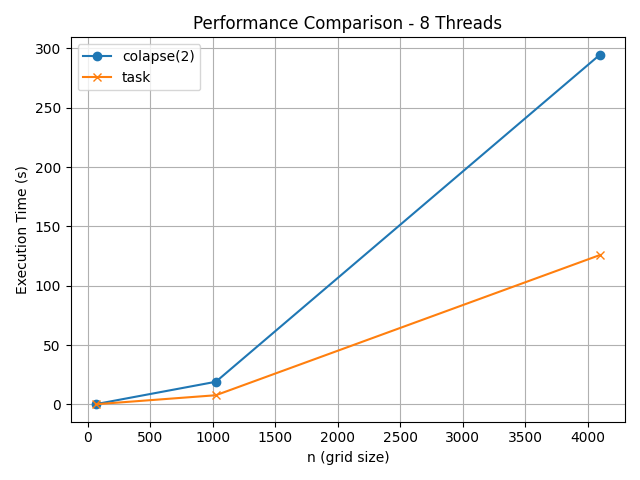 Performance Comparison - 8 Threads
colapse(2)
task
Execution Time (s)
300
250
200
150
100
50
0
0 500 1000 1500 2000 2500 3000 3500 4000
n (grid size)